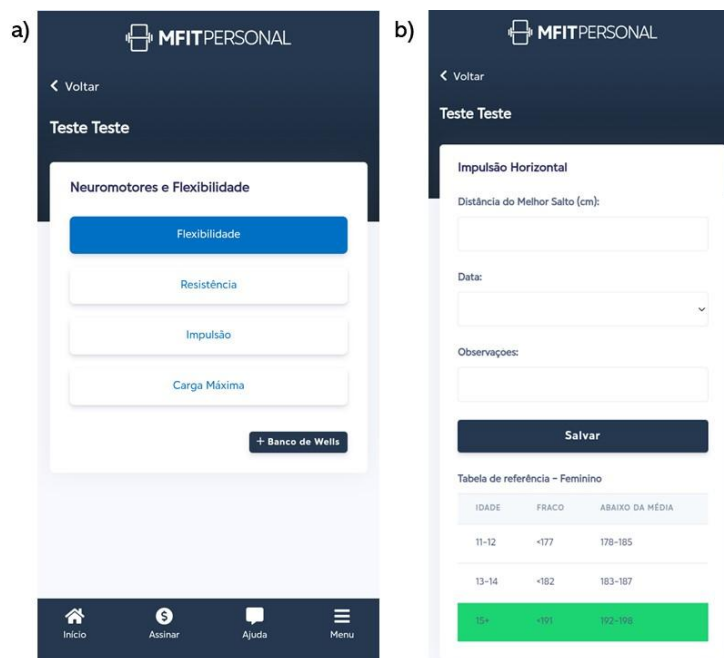 a)
MFITPERSONAL
Voltar
Teste Teste
Neuromotores e Flexibilidade
Flexibilidade
Resistência
Impulsão
Carga Máxima
+ Banco de Wells
Início Assinar Ajuda Menu
b)
MFITPERSONAL
Voltar
Teste Teste
Impulsão Horizontal
Distância do Melhor Salto (cm):
Data:
Observaçoes:
Salvar
Tabela de referência - Feminino
IDADE FRACO ABAIXO DA MÉDIA
11-12 <177 178-185
13-14 <182 183-187
15+ <191 192-198